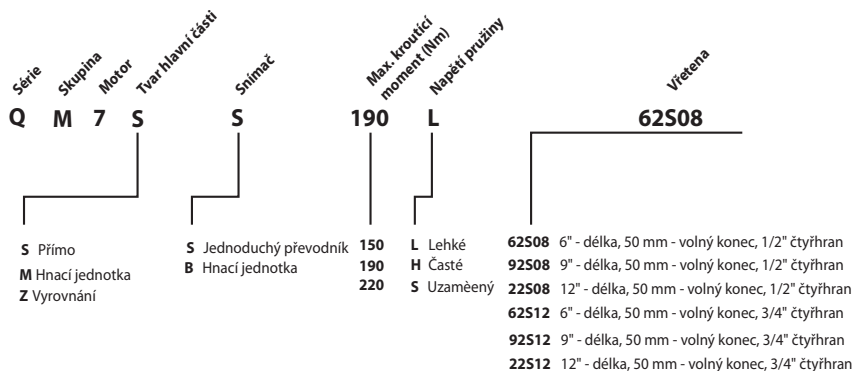 Série
Skupina
Motor
Tvar hlavní části
Snímač
Max. kroutící
moment (Nm)
Napětí pružiny
Vřetena
Q M 7 S S 190 L 62S08
S Přímo
M Hnací jednotka
Z Vyrovnání
S Jednoduchý převodník
B Hnací jednotka
150
190
220
L Lehké
H Časté
S Uzamèený
62S08 6" - délka, 50 mm - volný konec, 1/2" čtyřhran
92S08 9" - délka, 50 mm - volný konec, 1/2" čtyřhran
22S08 12" - délka, 50 mm - volný konec, 1/2" čtyřhran
62S12 6" - délka, 50 mm - volný konec, 3/4" čtyřhran
92S12 9" - délka, 50 mm - volný konec, 3/4" čtyřhran
22S12 12" - délka, 50 mm - volný konec, 3/4" čtyřhran